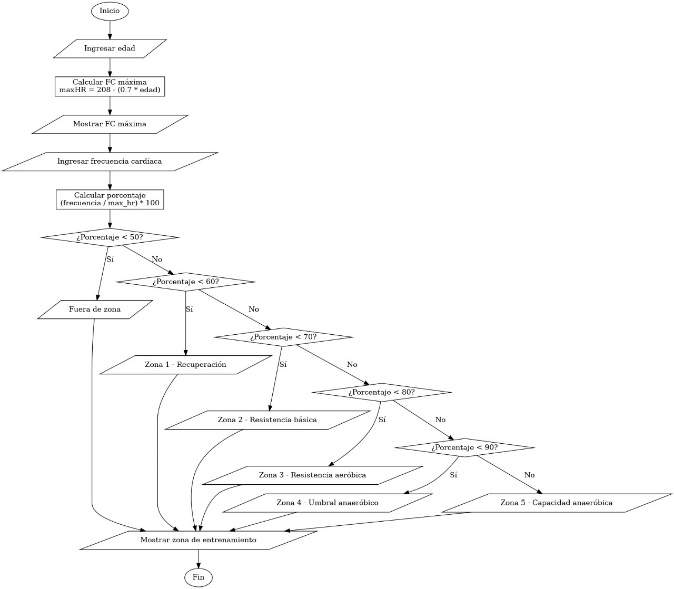 Inicio
Ingresar edad
Calcular FC máxima
maxHR = 208 - (0.7 * edad)
Mostrar FC máxima
Ingresar frecuencia cardíaca
Calcular porcentaje
(frecuencia / max_hr) * 100
¿Porcentaje < 50?
Sí
No
¿Porcentaje < 60?
Fuera de zona
Sí
No
¿Porcentaje < 70?
Zona 1 - Recuperación
Sí
No
¿Porcentaje < 80?
Zona 2 - Resistencia básica
Sí
No
¿Porcentaje < 90?
Zona 3 - Resistencia aeróbica
Sí
No
Zona 4 - Umbral anaeróbico
Zona 5 - Capacidad anaeróbica
Mostrar zona de entrenamiento
Fin